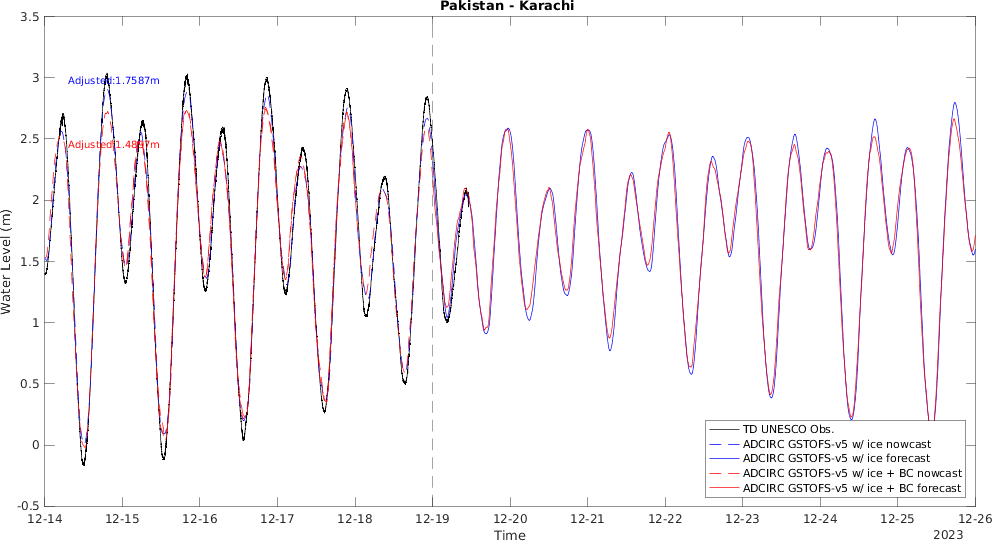 Pakistan - Karachi
3.5
3
2.5
2
1.5
1
0.5
0
-0.5
Water Level (m)
Adjusted:1.7587m
Adjusted:1.4897m
TD UNESCO Obs.
ADCIRC GSTOFS-v5 w/ ice nowcast
ADCIRC GSTOFS-v5 w/ ice forecast
ADCIRC GSTOFS-v5 w/ ice + BC nowcast
ADCIRC GSTOFS-v5 w/ ice + BC forecast
12-14 12-15 12-16 12-17 12-18 12-19 12-20 12-21 12-22 12-23 12-24 12-25 12-26
Time
2023